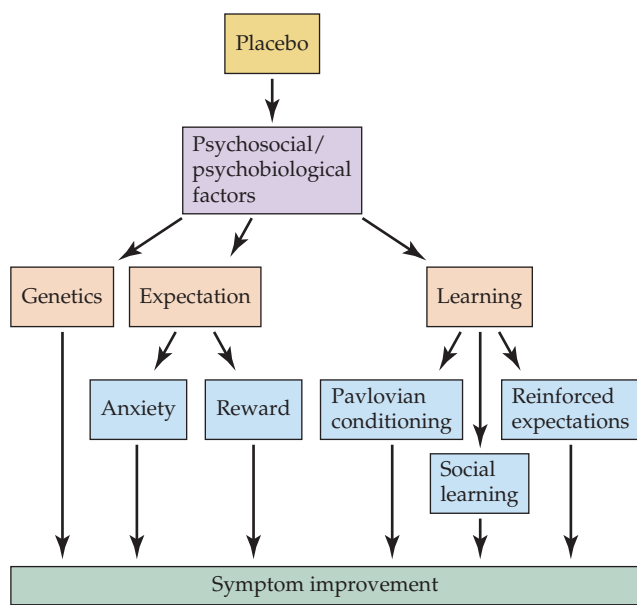 Placebo
Psychosocial/
psychobiological
factors
Genetics
Expectation
Learning
Anxiety
Reward
Pavlovian
conditioning
Social
learning
Reinforced
expectations
Symptom improvement